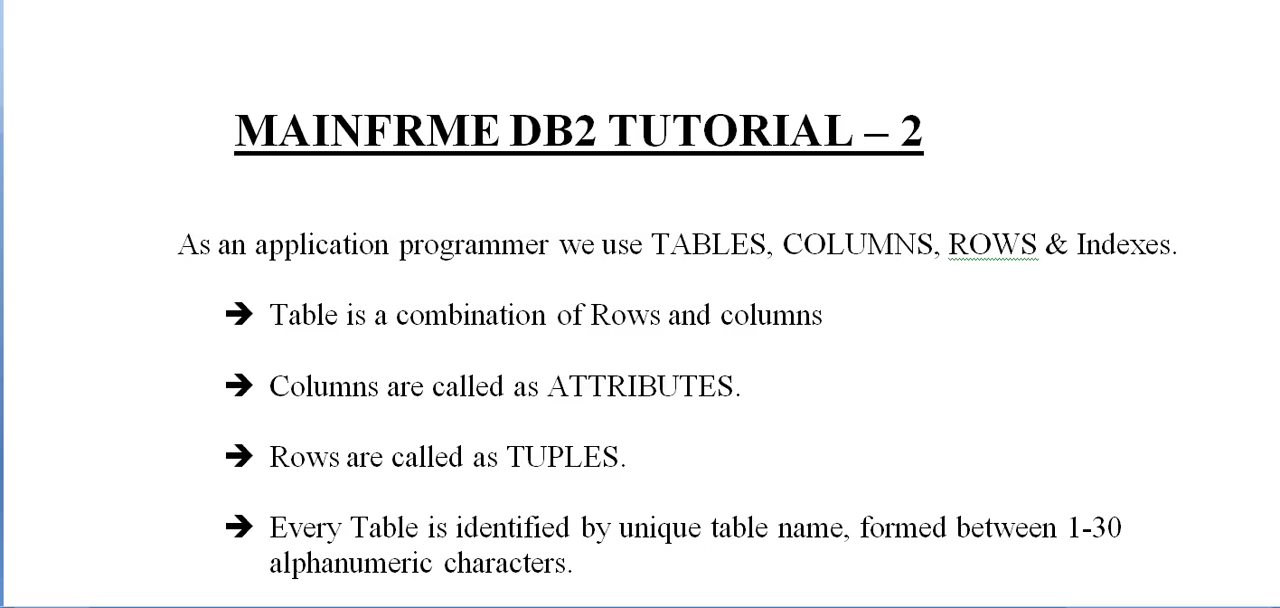 MAINFRME DB2 TUTORIAL – 2
As an application programmer we use TABLES, COLUMNS, ROWS & Indexes.
➔ Table is a combination of Rows and columns
➔ Columns are called as ATTRIBUTES.
➔ Rows are called as TUPLES.
➔ Every Table is identified by unique table name, formed between 1-30
alphanumeric characters.